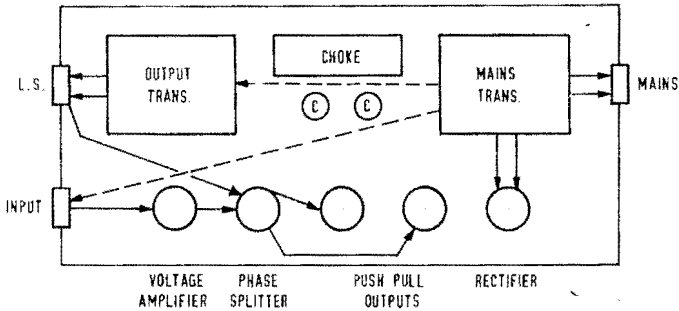 CHOKE
OUTPUT
TRANS.
MAINS
TRANS.
L.S.
MAINS
C C
INPUT
VOLTAGE
AMPLIFIER
PHASE
SPLITTER
PUSH PULL
OUTPUTS
RECTIFIER